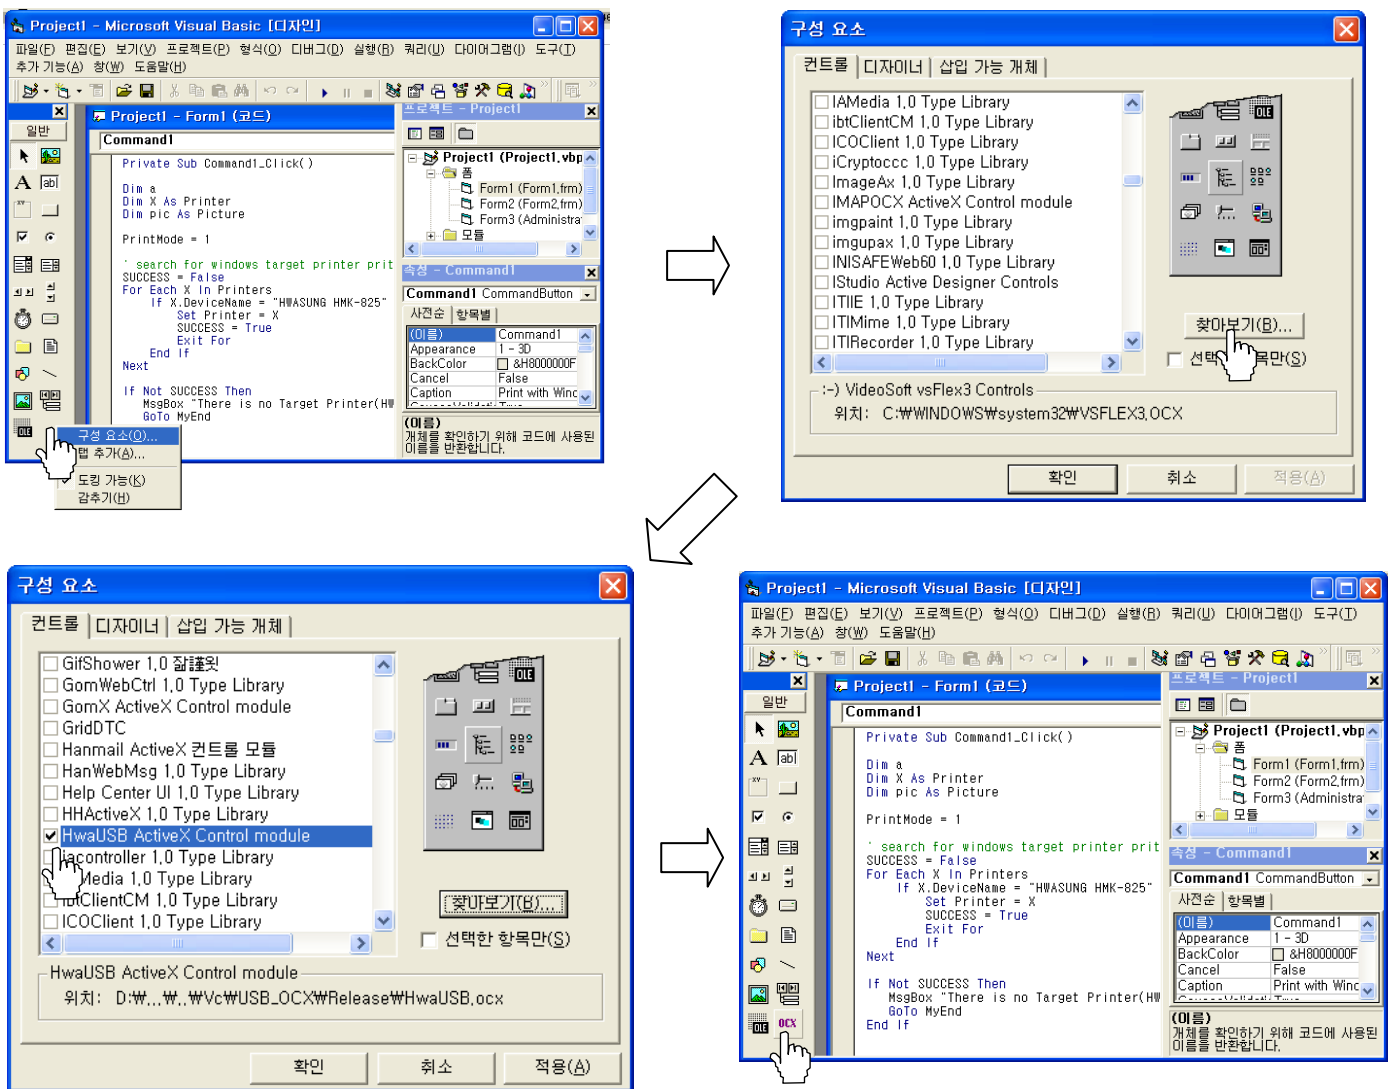 Project1 - Microsoft Visual Basic [디자인]
파일(F) 편집(E) 보기(V) 프로젝트(P) 형식(O) 디버그(D) 실행(R) 쿼리(U) 다이어그램(I) 도구(T)
추가 기능(A) 창(W) 도움말(H)
일반
Project1 - Form1 (코드)
Command1
Private Sub Command1_Click()
Dim a
Dim X As Printer
Dim pic As Picture
PrintMode = 1
' search for windows target printer prit
SUCCESS = False
For Each X In Printers
If X.DeviceName = "HWASUNG HMK-825"
Set Printer = X
SUCCESS = True
Exit For
End If
Next
If Not SUCCESS Then
MsgBox "There is no Target Printer(HW
GoTo MyEnd
구성 요소(O)...
탭 추가(A)...
도킹 가능(K)
감추기(H)
프로젝트 - Project1
Project1 (Project1.vbp
폼
Form1 (Form1.frm)
Form2 (Form2.frm)
Form3 (Administra
모듈
속성 - Command1
Command1 CommandButton
사전순 항목별
(이름) Command1
Appearance 1 - 3D
BackColor &H8000000F
Cancel False
Caption Print with Winc
CausesValidati True
(이름)
개체를 확인하기 위해 코드에 사용된
이름을 반환합니다.
구성 요소
컨트롤 디자이너 삽입 가능 개체
IAMedia 1.0 Type Library
ibtClientCM 1.0 Type Library
ICOClient 1.0 Type Library
iCryptoccc 1.0 Type Library
ImageAx 1.0 Type Library
IMAPOCX ActiveX Control module
imgpaint 1.0 Type Library
imgupax 1.0 Type Library
INISAFEWeb60 1.0 Type Library
IStudio Active Designer Controls
ITIIE 1.0 Type Library
ITIMime 1.0 Type Library
ITIRecorder 1.0 Type Library
OLE
찾아보기(B)...
선택 목만(S)
:-) VideoSoft vsFlex3 Controls
위치: C:₩WINDOWS₩system32₩VSFLEX3.OCX
확인 취소 적용(A)
구성 요소
컨트롤 디자이너 삽입 가능 개체
GifShower 1.0
GomWebCtrl 1.0 Type Library
GomX ActiveX Control module
GridDTC
Hanmail ActiveX 컨트롤 모듈
HanWebMsg 1.0 Type Library
Help Center UI 1.0 Type Library
HHActiveX 1.0 Type Library
HwaUSB ActiveX Control module
iacontroller 1.0 Type Library
Media 1.0 Type Library
ibtClientCM 1.0 Type Library
ICOClient 1.0 Type Library
OLE
찾아보기(B)...
선택한 항목만(S)
HwaUSB ActiveX Control module
위치: D:₩...₩..₩Vc₩USB_OCX₩Release₩HwaUSB.ocx
확인 취소 적용(A)
Project1 - Microsoft Visual Basic [디자인]
파일(F) 편집(E) 보기(V) 프로젝트(P) 형식(O) 디버그(D) 실행(R) 쿼리(U) 다이어그램(I) 도구(T)
추가 기능(A) 창(W) 도움말(H)
일반
OLE OCX
Project1 - Form1 (코드)
Command1
Private Sub Command1_Click()
Dim a
Dim X As Printer
Dim pic As Picture
PrintMode = 1
' search for windows target printer prit
SUCCESS = False
For Each X In Printers
If X.DeviceName = "HWASUNG HMK-825"
Set Printer = X
SUCCESS = True
Exit For
End If
Next
If Not SUCCESS Then
MsgBox "There is no Target Printer(HW
GoTo MyEnd
End If
프로젝트 - Project1
Project1 (Project1.vbp
폼
Form1 (Form1.frm)
Form2 (Form2.frm)
Form3 (Administra
모듈
속성 - Command1
Command1 CommandButton
사전순 항목별
(이름) Command1
Appearance 1 - 3D
BackColor &H8000000F
Cancel False
Caption Print with Winc
CausesValidati True
(이름)
개체를 확인하기 위해 코드에 사용된
이름을 반환합니다.